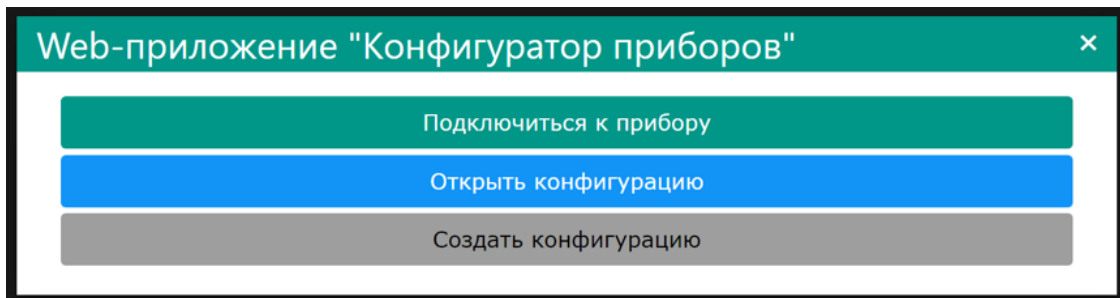 Web-приложение "Конфигуратор приборов" ×
Подключиться к прибору
Открыть конфигурацию
Создать конфигурацию